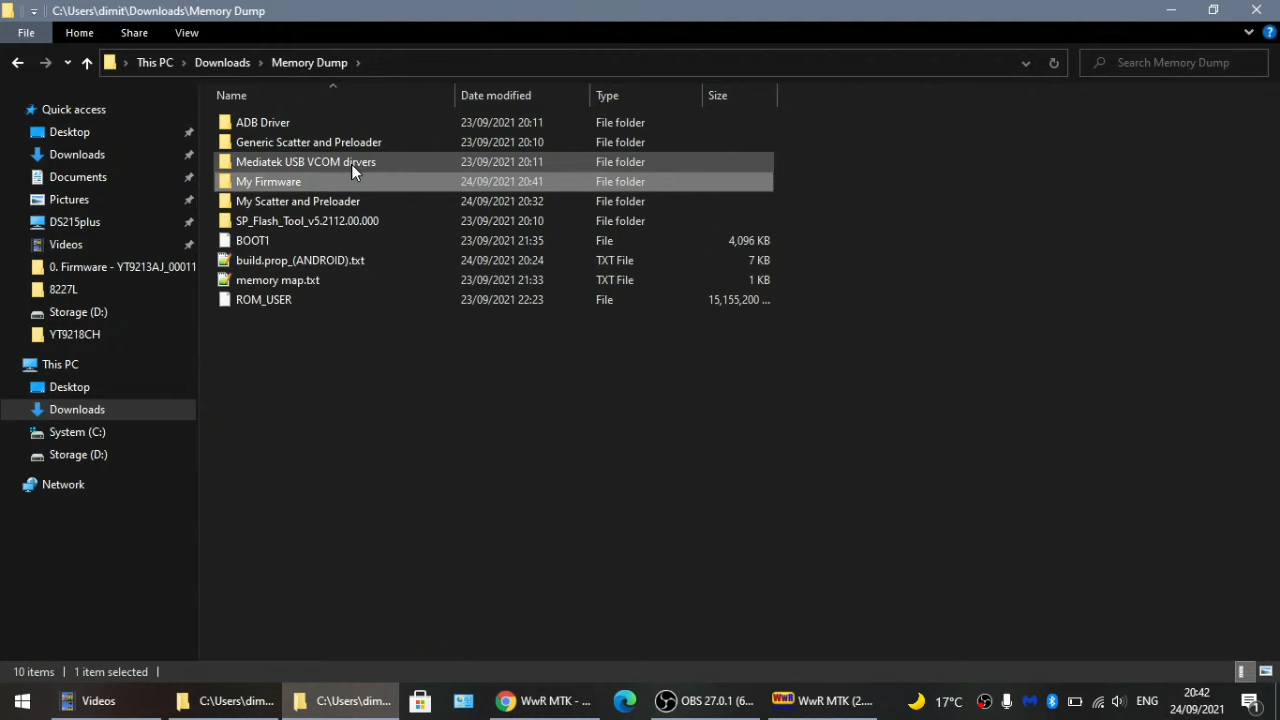 C:\Users\dimit\Downloads\Memory Dump
File Home Share View
This PC Downloads Memory Dump
Search Memory Dump
Name Date modified Type Size
Quick access
Desktop
Downloads
Documents
Pictures
DS215plus
Videos
0. Firmware - YT9213AJ_00011
8227L
Storage (D:)
YT9218CH
This PC
Desktop
Downloads
System (C:)
Storage (D:)
Network
ADB Driver 23/09/2021 20:11 File folder
Generic Scatter and Preloader 23/09/2021 20:10 File folder
Mediatek USB VCOM dirvers 23/09/2021 20:11 File folder
My Firmware 24/09/2021 20:41 File folder
My Scatter and Preloader 24/09/2021 20:32 File folder
SP_Flash_Tool_v5.2112.00.000 23/09/2021 20:10 File folder
BOOT1 23/09/2021 21:35 File 4,096 KB
build.prop_(ANDROID).txt 24/09/2021 20:24 TXT File 7 KB
memory map.txt 23/09/2021 21:33 TXT File 1 KB
ROM_USER 23/09/2021 22:23 File 15,155,200 ...
10 items 1 item selected
Videos C:\Users\dim... C:\Users\dim... WwR MTK - ... OBS 27.0.1 (6... WwR MTK (2.... 17°C ENG 20:42
24/09/2021